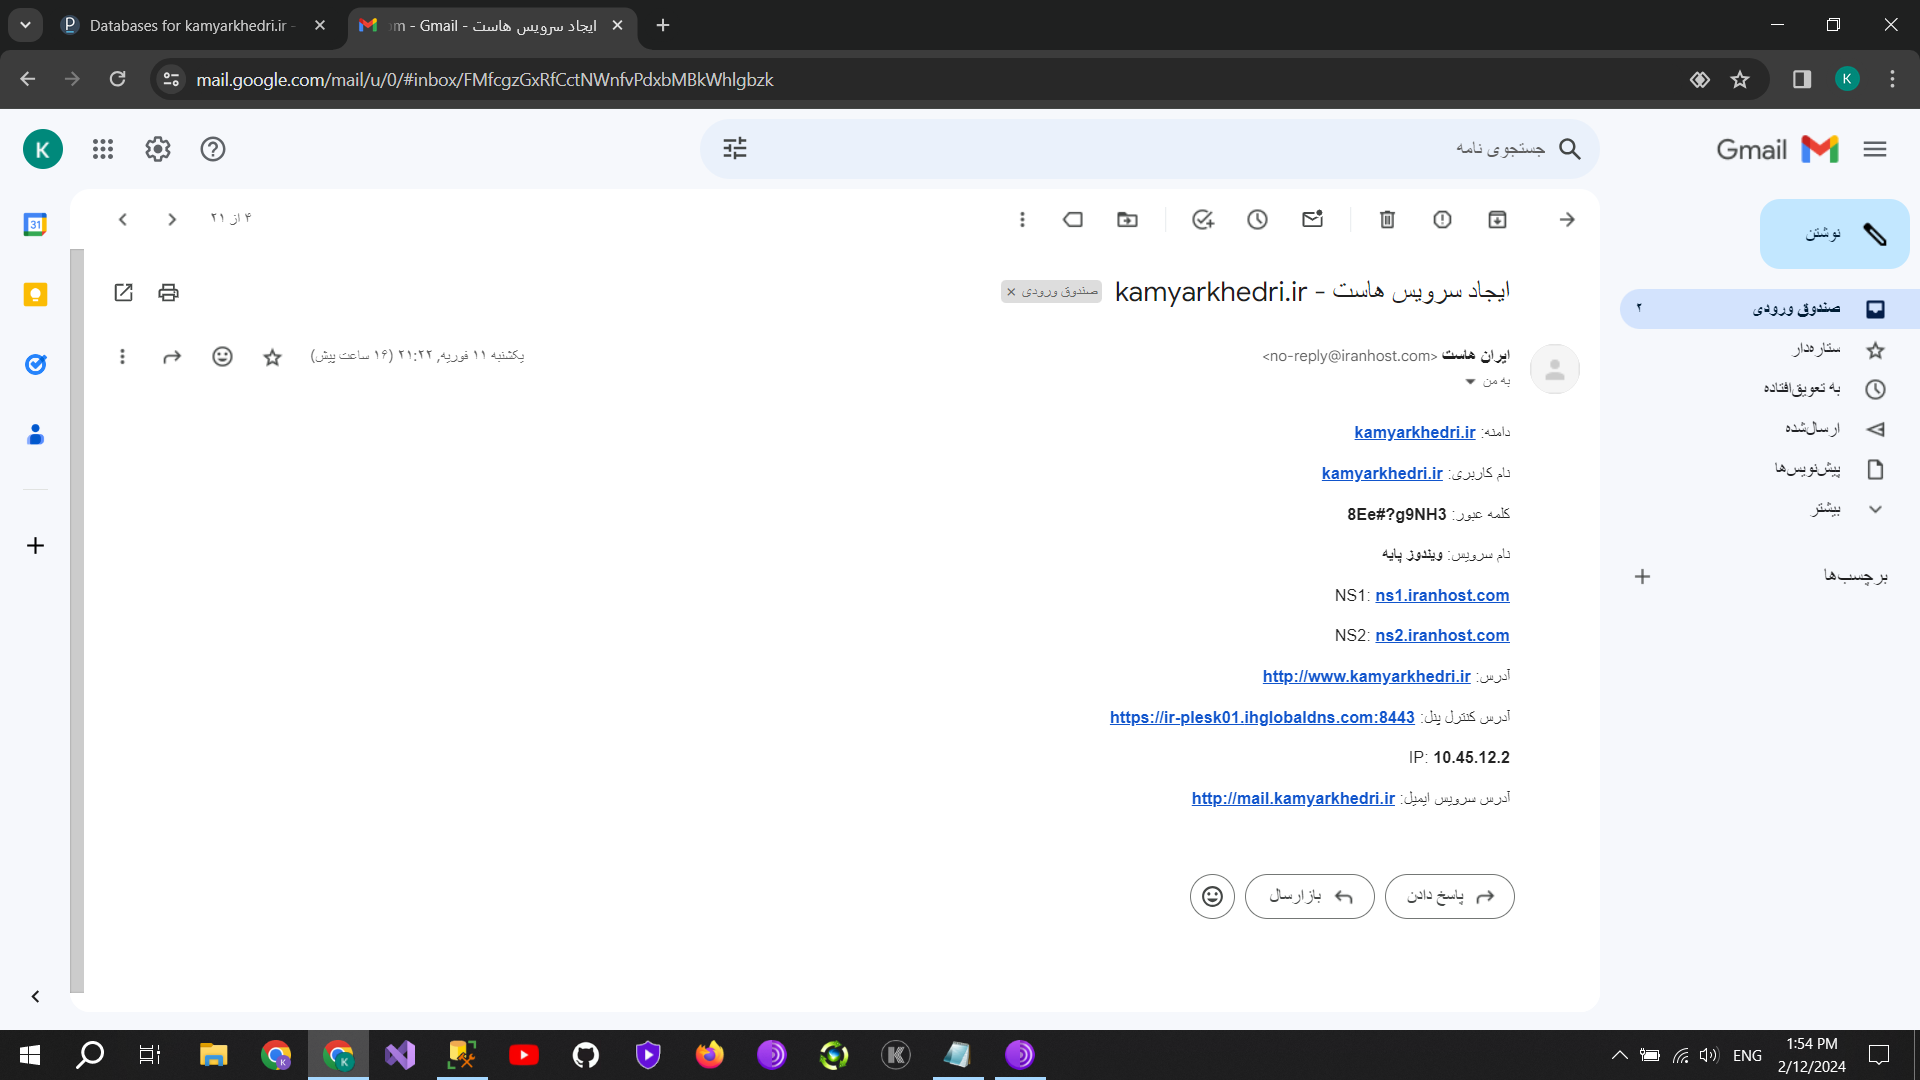 Databases for kamyarkhedri.ir -
ایجاد سرویس هاست - Gmail - om
mail.google.com/mail/u/0/#inbox/FMfcgzGxRfCctNWnfvPdxbMBkWhlgbzk
K
K
جستجوی نامه
Gmail
31
۴ از ۲۱
نوشتن
ایجاد سرویس هاست - kamyarkhedri.ir
صندوق ورودی ×
صندوق ورودی
۲
ستاره‌دار
به تعویق‌افتاده
ارسال‌شده
پیش‌نویس‌ها
بیشتر
برچسب‌ها
ایران هاست <no-reply@iranhost.com>
یکشنبه ۱۱ فوریه, ۲۱:۲۲ (۱۶ ساعت پیش)
به من
دامنه: kamyarkhedri.ir
نام کاربری: kamyarkhedri.ir
کلمه عبور: 8Ee#?g9NH3
نام سرویس: ویندوز پایه
NS1: ns1.iranhost.com
NS2: ns2.iranhost.com
آدرس: http://www.kamyarkhedri.ir
آدرس کنترل پنل: https://ir-plesk01.ihglobaldns.com:8443
IP: 10.45.12.2
آدرس سرویس ایمیل: http://mail.kamyarkhedri.ir
پاسخ دادن
بازارسال
ENG
1:54 PM
2/12/2024